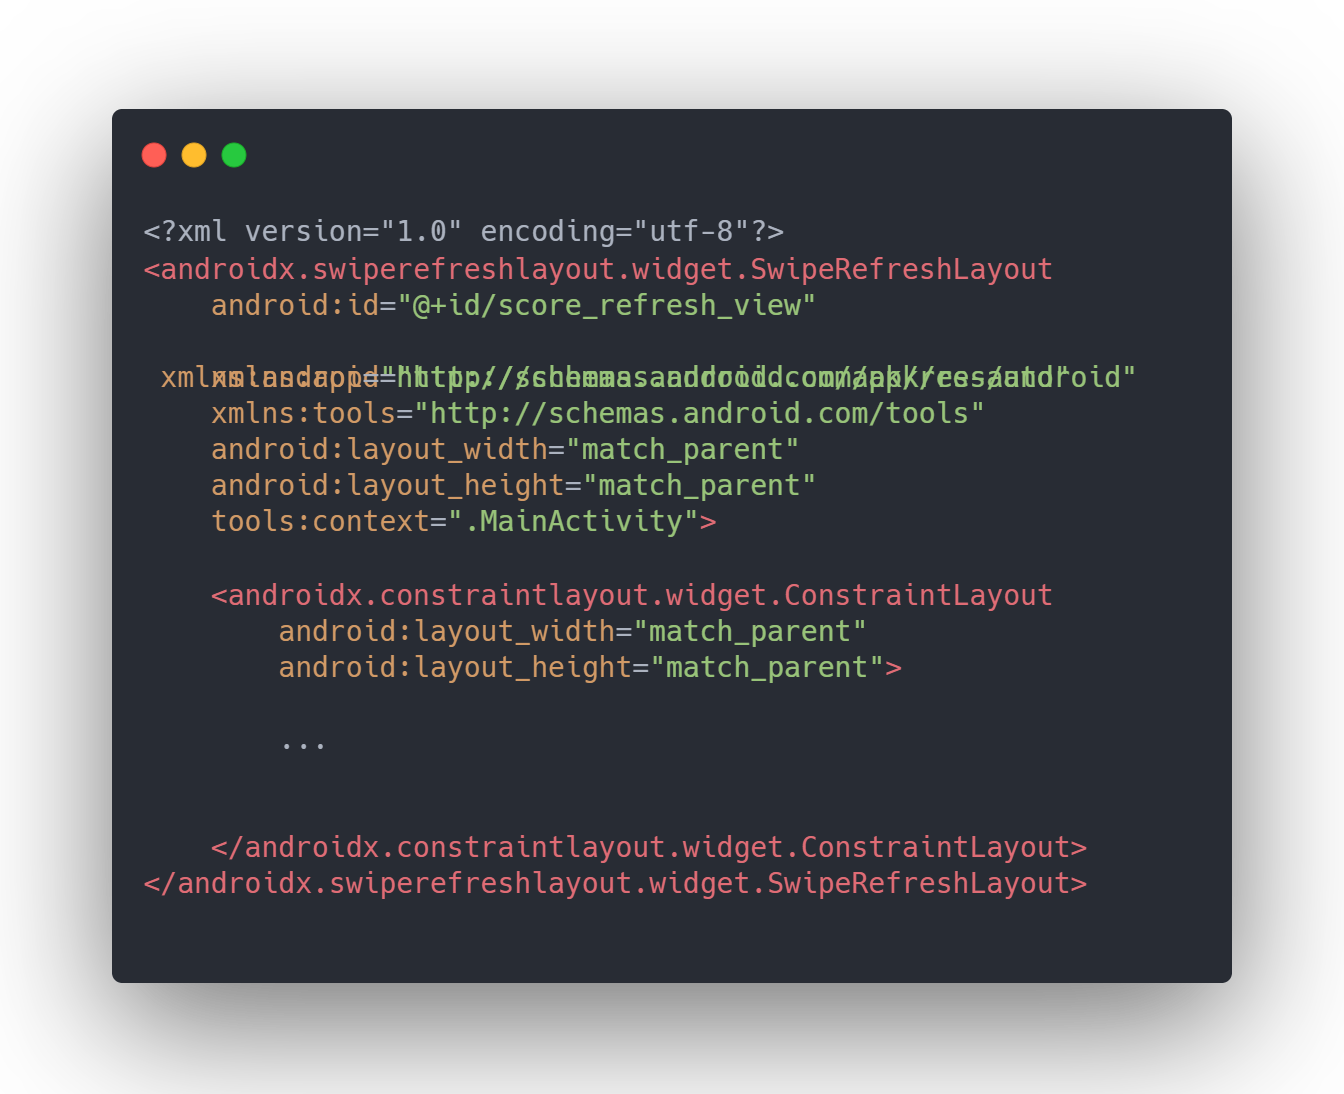 <?xml version="1.0" encoding="utf-8"?>
<androidx.swiperefreshlayout.widget.SwipeRefreshLayout
    android:id="@+id/score_refresh_view"
xmlns:android="http://schemas.android.com/apk/res/android"
    xmlns:app="http://schemas.android.com/apk/res-auto"
    xmlns:tools="http://schemas.android.com/tools"
    android:layout_width="match_parent"
    android:layout_height="match_parent"
    tools:context=".MainActivity">
    <androidx.constraintlayout.widget.ConstraintLayout
        android:layout_width="match_parent"
        android:layout_height="match_parent">
        ...
    </androidx.constraintlayout.widget.ConstraintLayout>
</androidx.swiperefreshlayout.widget.SwipeRefreshLayout>